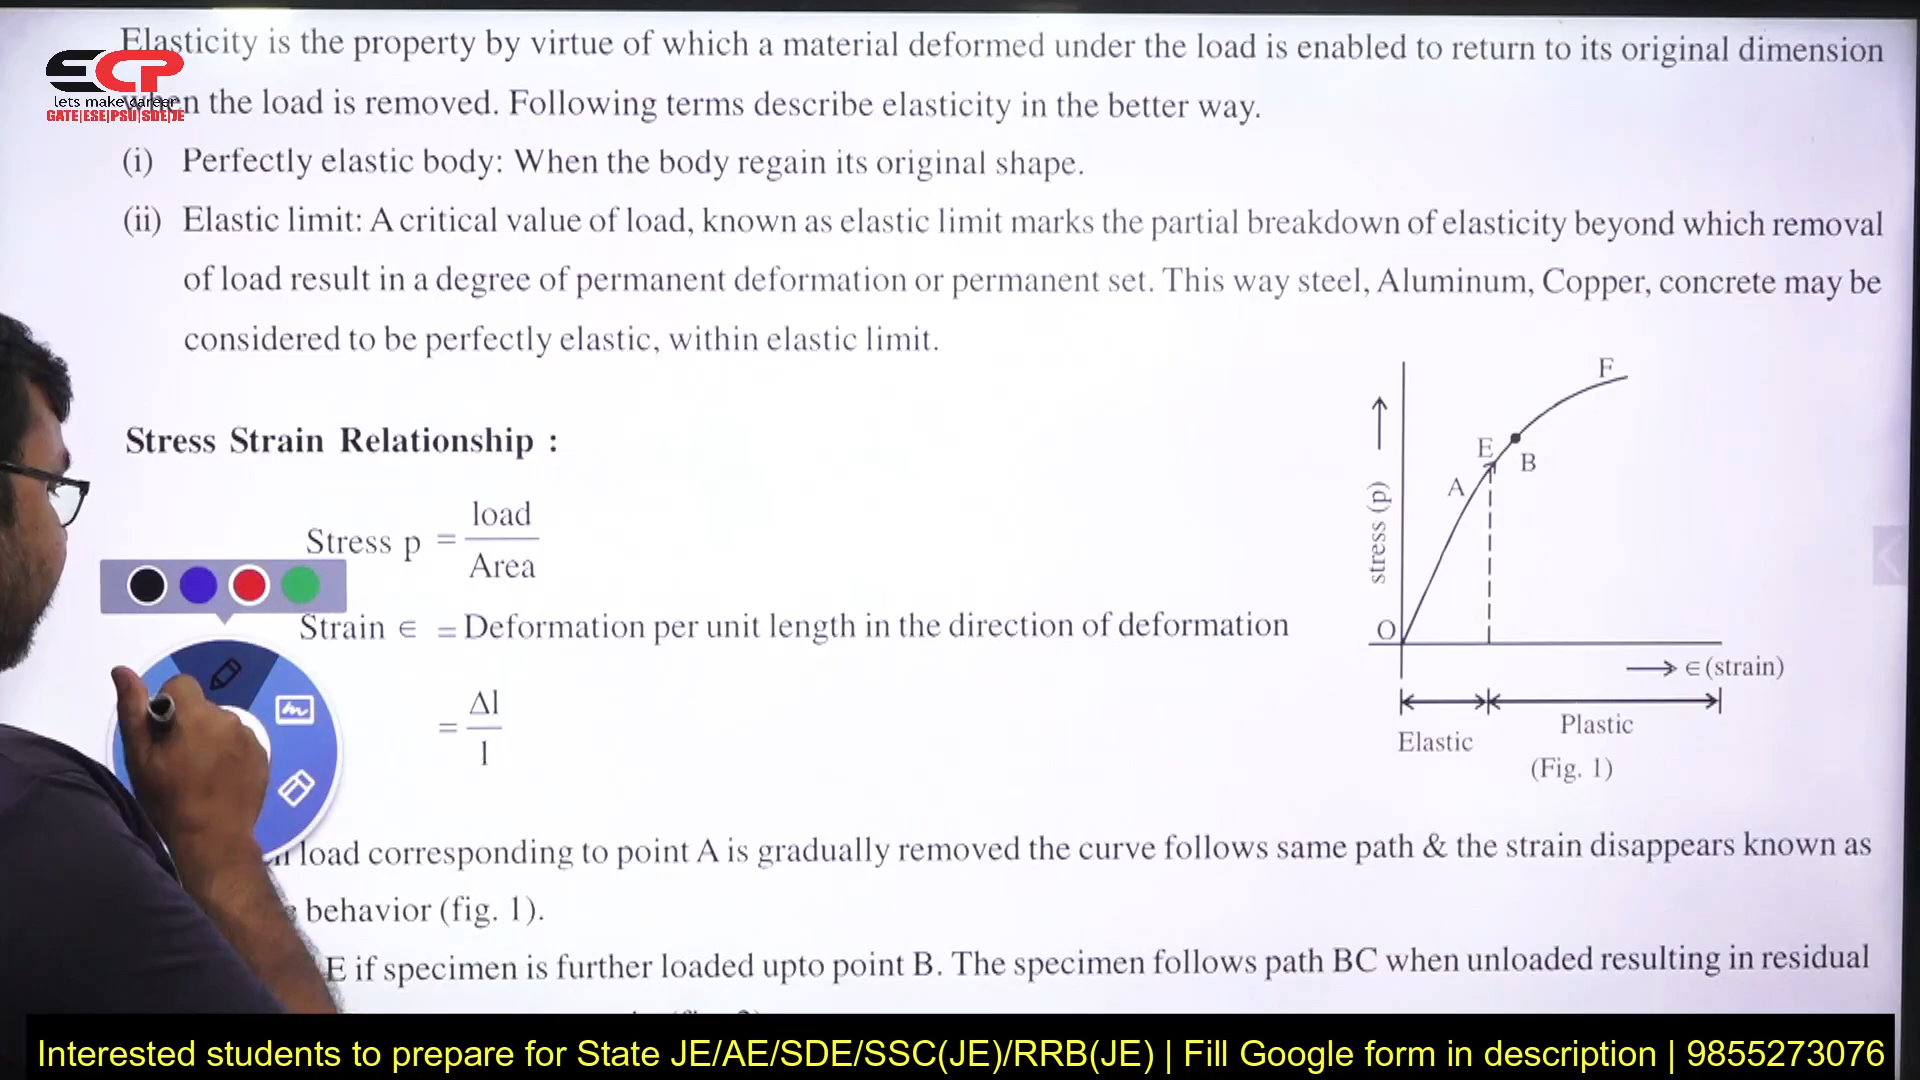 Elasticity is the property by virtue of which a material deformed under the load is enabled to return to its original dimension
when the load is removed. Following terms describe elasticity in the better way.
ECP
lets make career
GATE|ESE|PSU|SDE|JE
(i) Perfectly elastic body: When the body regain its original shape.
(ii) Elastic limit: A critical value of load, known as elastic limit marks the partial breakdown of elasticity beyond which removal
of load result in a degree of permanent deformation or permanent set. This way steel, Aluminum, Copper, concrete may be
considered to be perfectly elastic, within elastic limit.
Stress Strain Relationship :
Stress p = load
Area
Strain ∈ = Deformation per unit length in the direction of deformation
= Δl
l
F
E
B
A
stress (p)
O
∈ (strain)
Elastic
Plastic
(Fig. 1)
load corresponding to point A is gradually removed the curve follows same path & the strain disappears known as
behavior (fig. 1).
E if specimen is further loaded upto point B. The specimen follows path BC when unloaded resulting in residual
Interested students to prepare for State JE/AE/SDE/SSC(JE)/RRB(JE) | Fill Google form in description | 9855273076